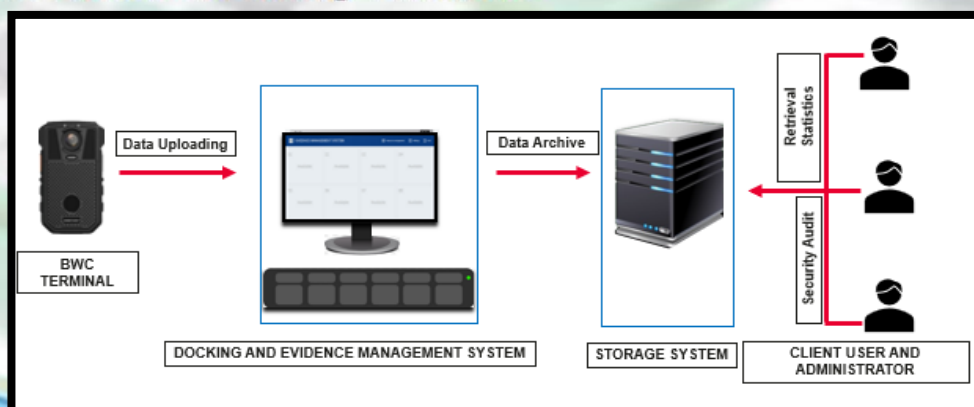 Data Uploading
Data Archive
Retrieval
Statistics
Security Audit
BWC
TERMINAL
DOCKING AND EVIDENCE MANAGEMENT SYSTEM
STORAGE SYSTEM
CLIENT USER AND
ADMINISTRATOR